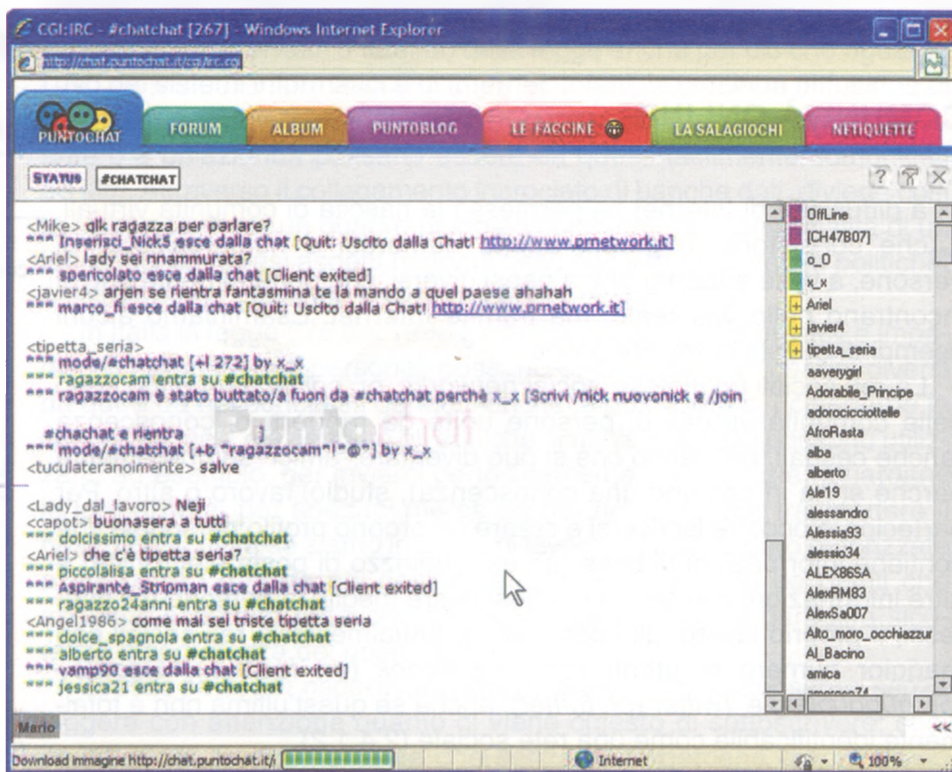 CGI:IRC - #chatchat [267] - Windows Internet Explorer
http://chat.puntochat.it/cgi/irc.cgi
PUNTOCHAT FORUM ALBUM PUNTOBLOG LE FACCINE LA SALAGIOCHI NETIQUETTE
STATUS #CHATCHAT
<Mike> qlk ragazza per parlare?
*** Inserisci_Nick5 esce dalla chat [Quit: Uscito dalla Chat! http://www.prnetwork.it]
<Ariel> lady sei nnammurata?
*** spericolato esce dalla chat [Client exited]
<javier4> arjen se rientra fantasmina te la mando a quel paese ahahah
*** marco_fi esce dalla chat [Quit: Uscito dalla Chat! http://www.prnetwork.it]
<tipetta_seria>
*** mode/#chatchat [+l 272] by x_x
*** ragazzocam entra su #chatchat
*** ragazzocam è stato buttato/a fuori da #chatchat perchè x_x [Scrivi /nick nuovonick e /join
#chachat e rientra ]
*** mode/#chatchat [+b "ragazzocam"!*@*] by x_x
<tuculateranoimente> salve
<Lady_dal_lavoro> Neji
<capot> buonasera a tutti
*** dolcissimo entra su #chatchat
<Ariel> che c'è tipetta seria?
*** piccolalisa entra su #chatchat
*** Aspirante_Stripman esce dalla chat [Client exited]
*** ragazzo24anni entra su #chatchat
<Angel1986> come mai sei triste tipetta seria
*** dolce_spagnola entra su #chatchat
*** alberto entra su #chatchat
*** vamp90 esce dalla chat [Client exited]
*** jessica21 entra su #chatchat
Puntochat
OffLine
[CH47B07]
o_O
x_x
Ariel
javier4
tipetta_seria
aaverygirl
Adorabile_Principe
adorocicciottelle
AfroRasta
alba
alberto
Ale19
alessandro
Alessia93
alessio34
ALEX86SA
AlexRM83
AlexSa007
Alto_moro_occhiazzur
Al_Bacino
amica
amoroso74
Mario <<
Download immagine http://chat.puntochat.it/i Internet 100%